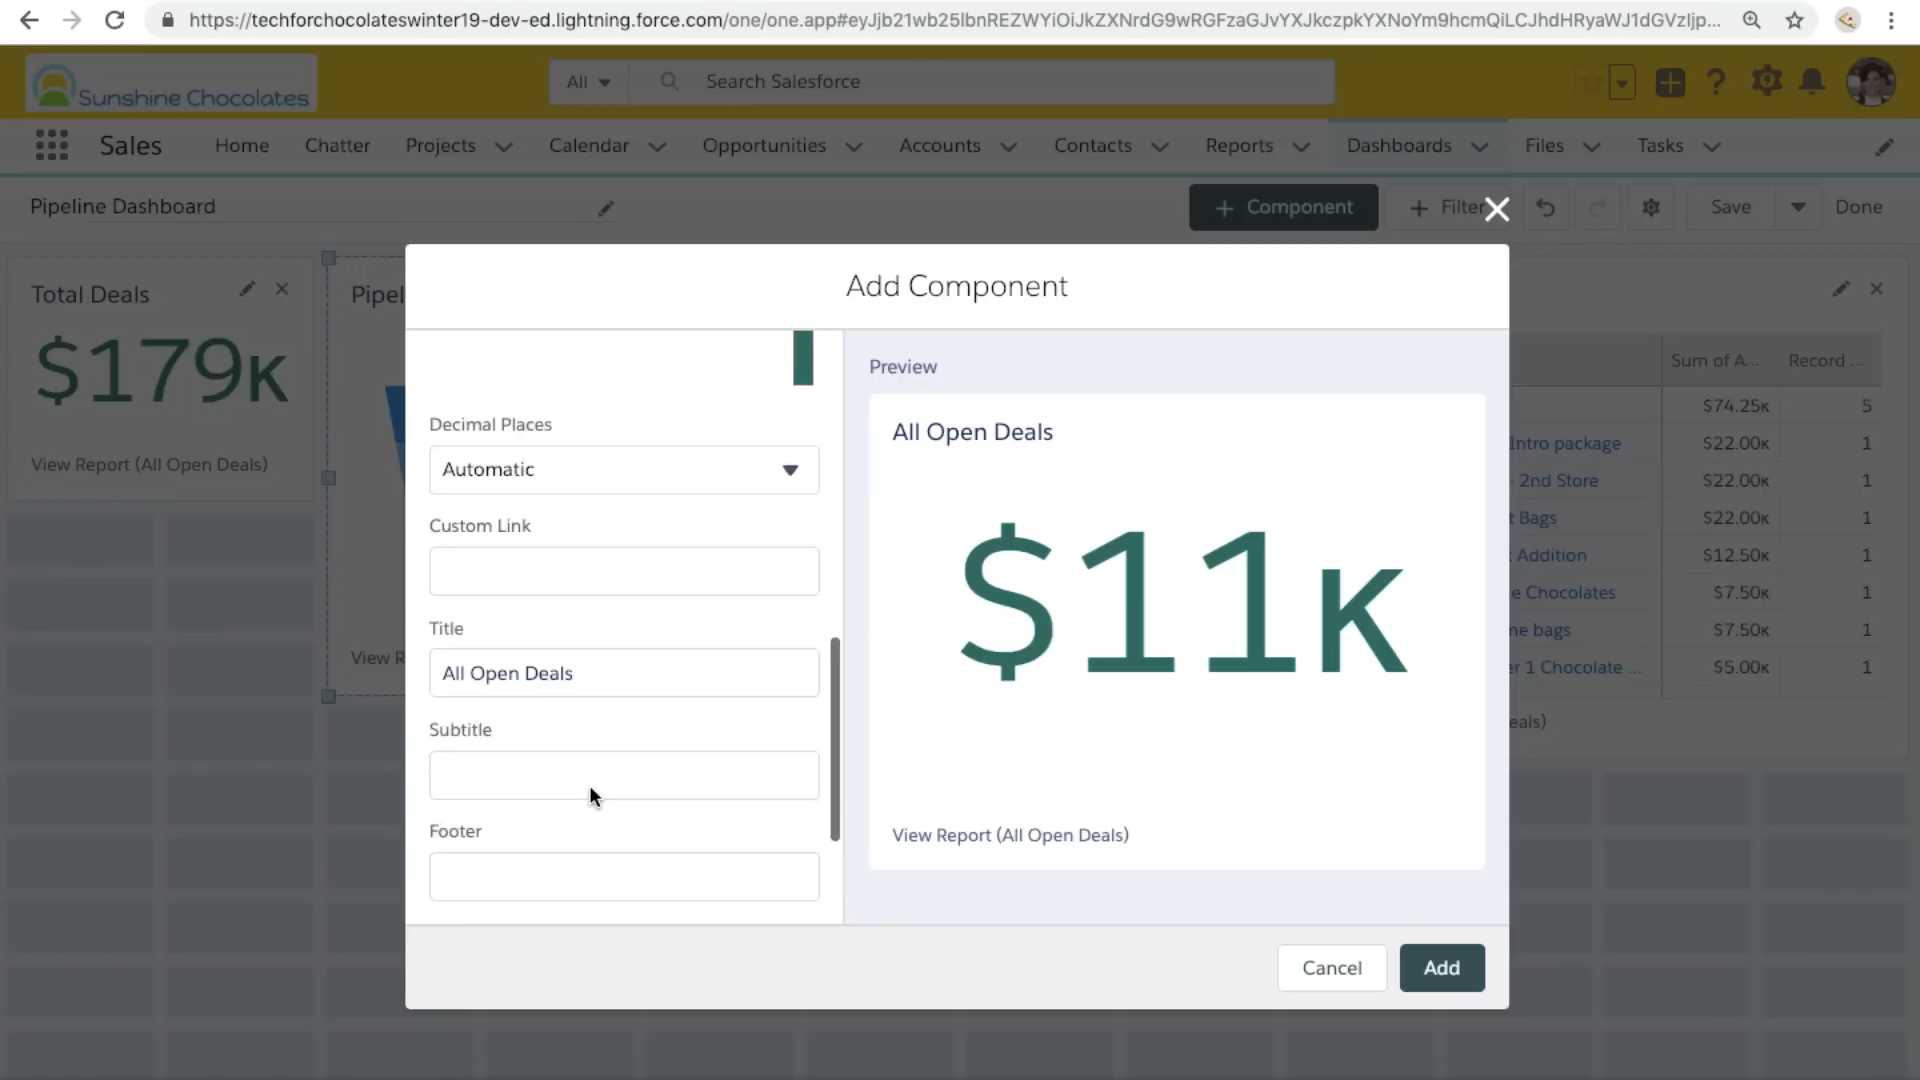 https://techforchocolateswinter19-dev-ed.lightning.force.com/one/one.app#eyJjb21wb25lbnREZWYiOiJkZXNrdG9wRGFzaGJvYXJkczpkYXNoYm9hcmQiLCJhdHRyaWJ1dGVzIjp...
Sunshine Chocolates
All
Search Salesforce
Sales
Home
Chatter
Projects
Calendar
Opportunities
Accounts
Contacts
Reports
Dashboards
Files
Tasks
Pipeline Dashboard
+ Component
+ Filter
Save
Done
Total Deals
$179K
View Report (All Open Deals)
Pipel
View R
Add Component
Decimal Places
Automatic
Custom Link
Title
All Open Deals
Subtitle
Footer
Preview
All Open Deals
$11K
View Report (All Open Deals)
Cancel
Add
Sum of A... Record ...
$74.25K 5
Intro package $22.00K 1
2nd Store $22.00K 1
t Bags $22.00K 1
Addition $12.50K 1
e Chocolates $7.50K 1
ne bags $7.50K 1
er 1 Chocolate ... $5.00K 1
eals)